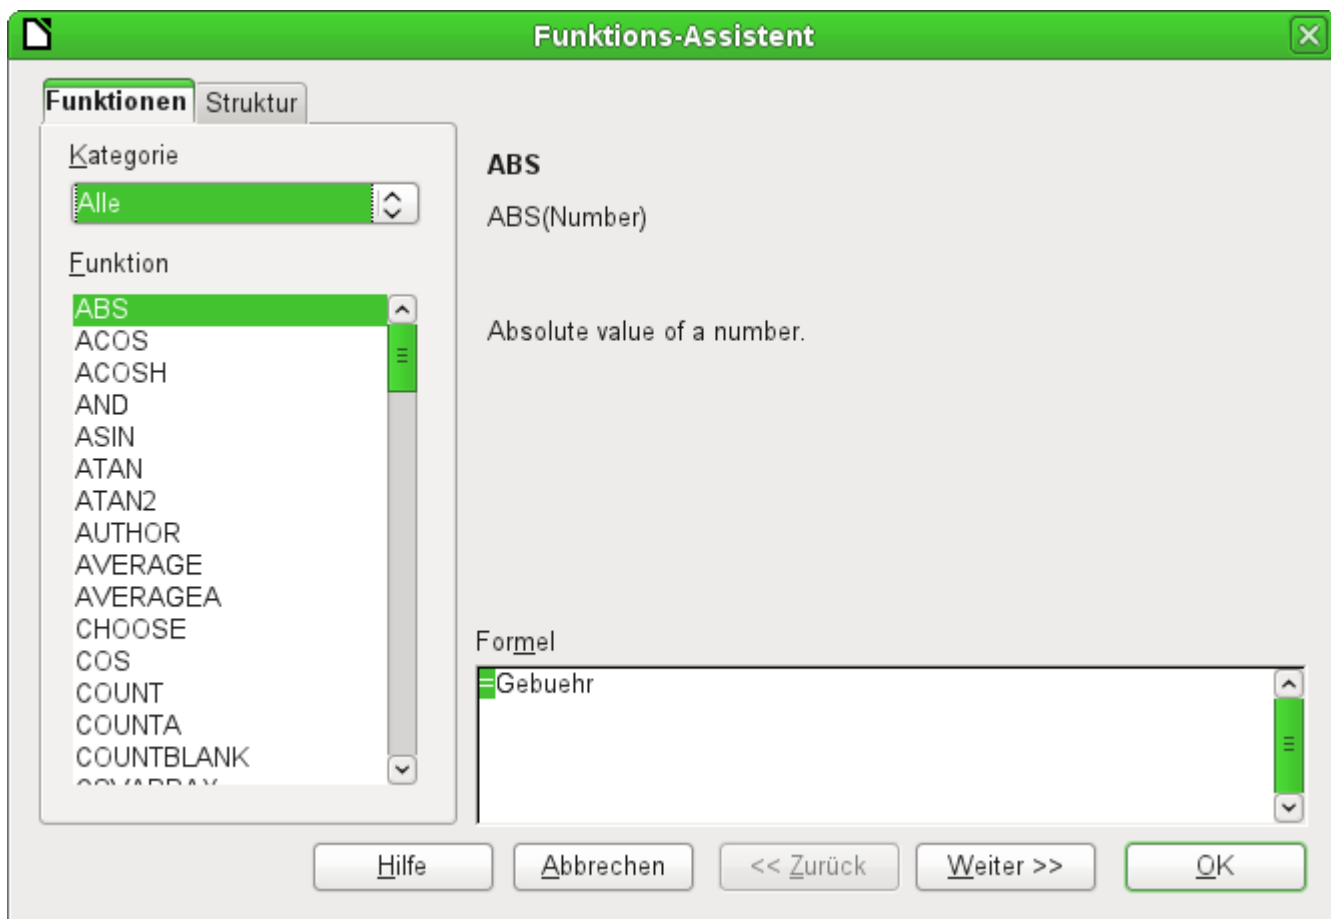 Funktions-Assistent
Funktionen Struktur
Kategorie
Alle
Funktion
ABS
ACOS
ACOSH
AND
ASIN
ATAN
ATAN2
AUTHOR
AVERAGE
AVERAGEA
CHOOSE
COS
COUNT
COUNTA
COUNTBLANK
ABS
ABS(Number)
Absolute value of a number.
Formel
=Gebuehr
Hilfe Abbrechen << Zurück Weiter >> OK